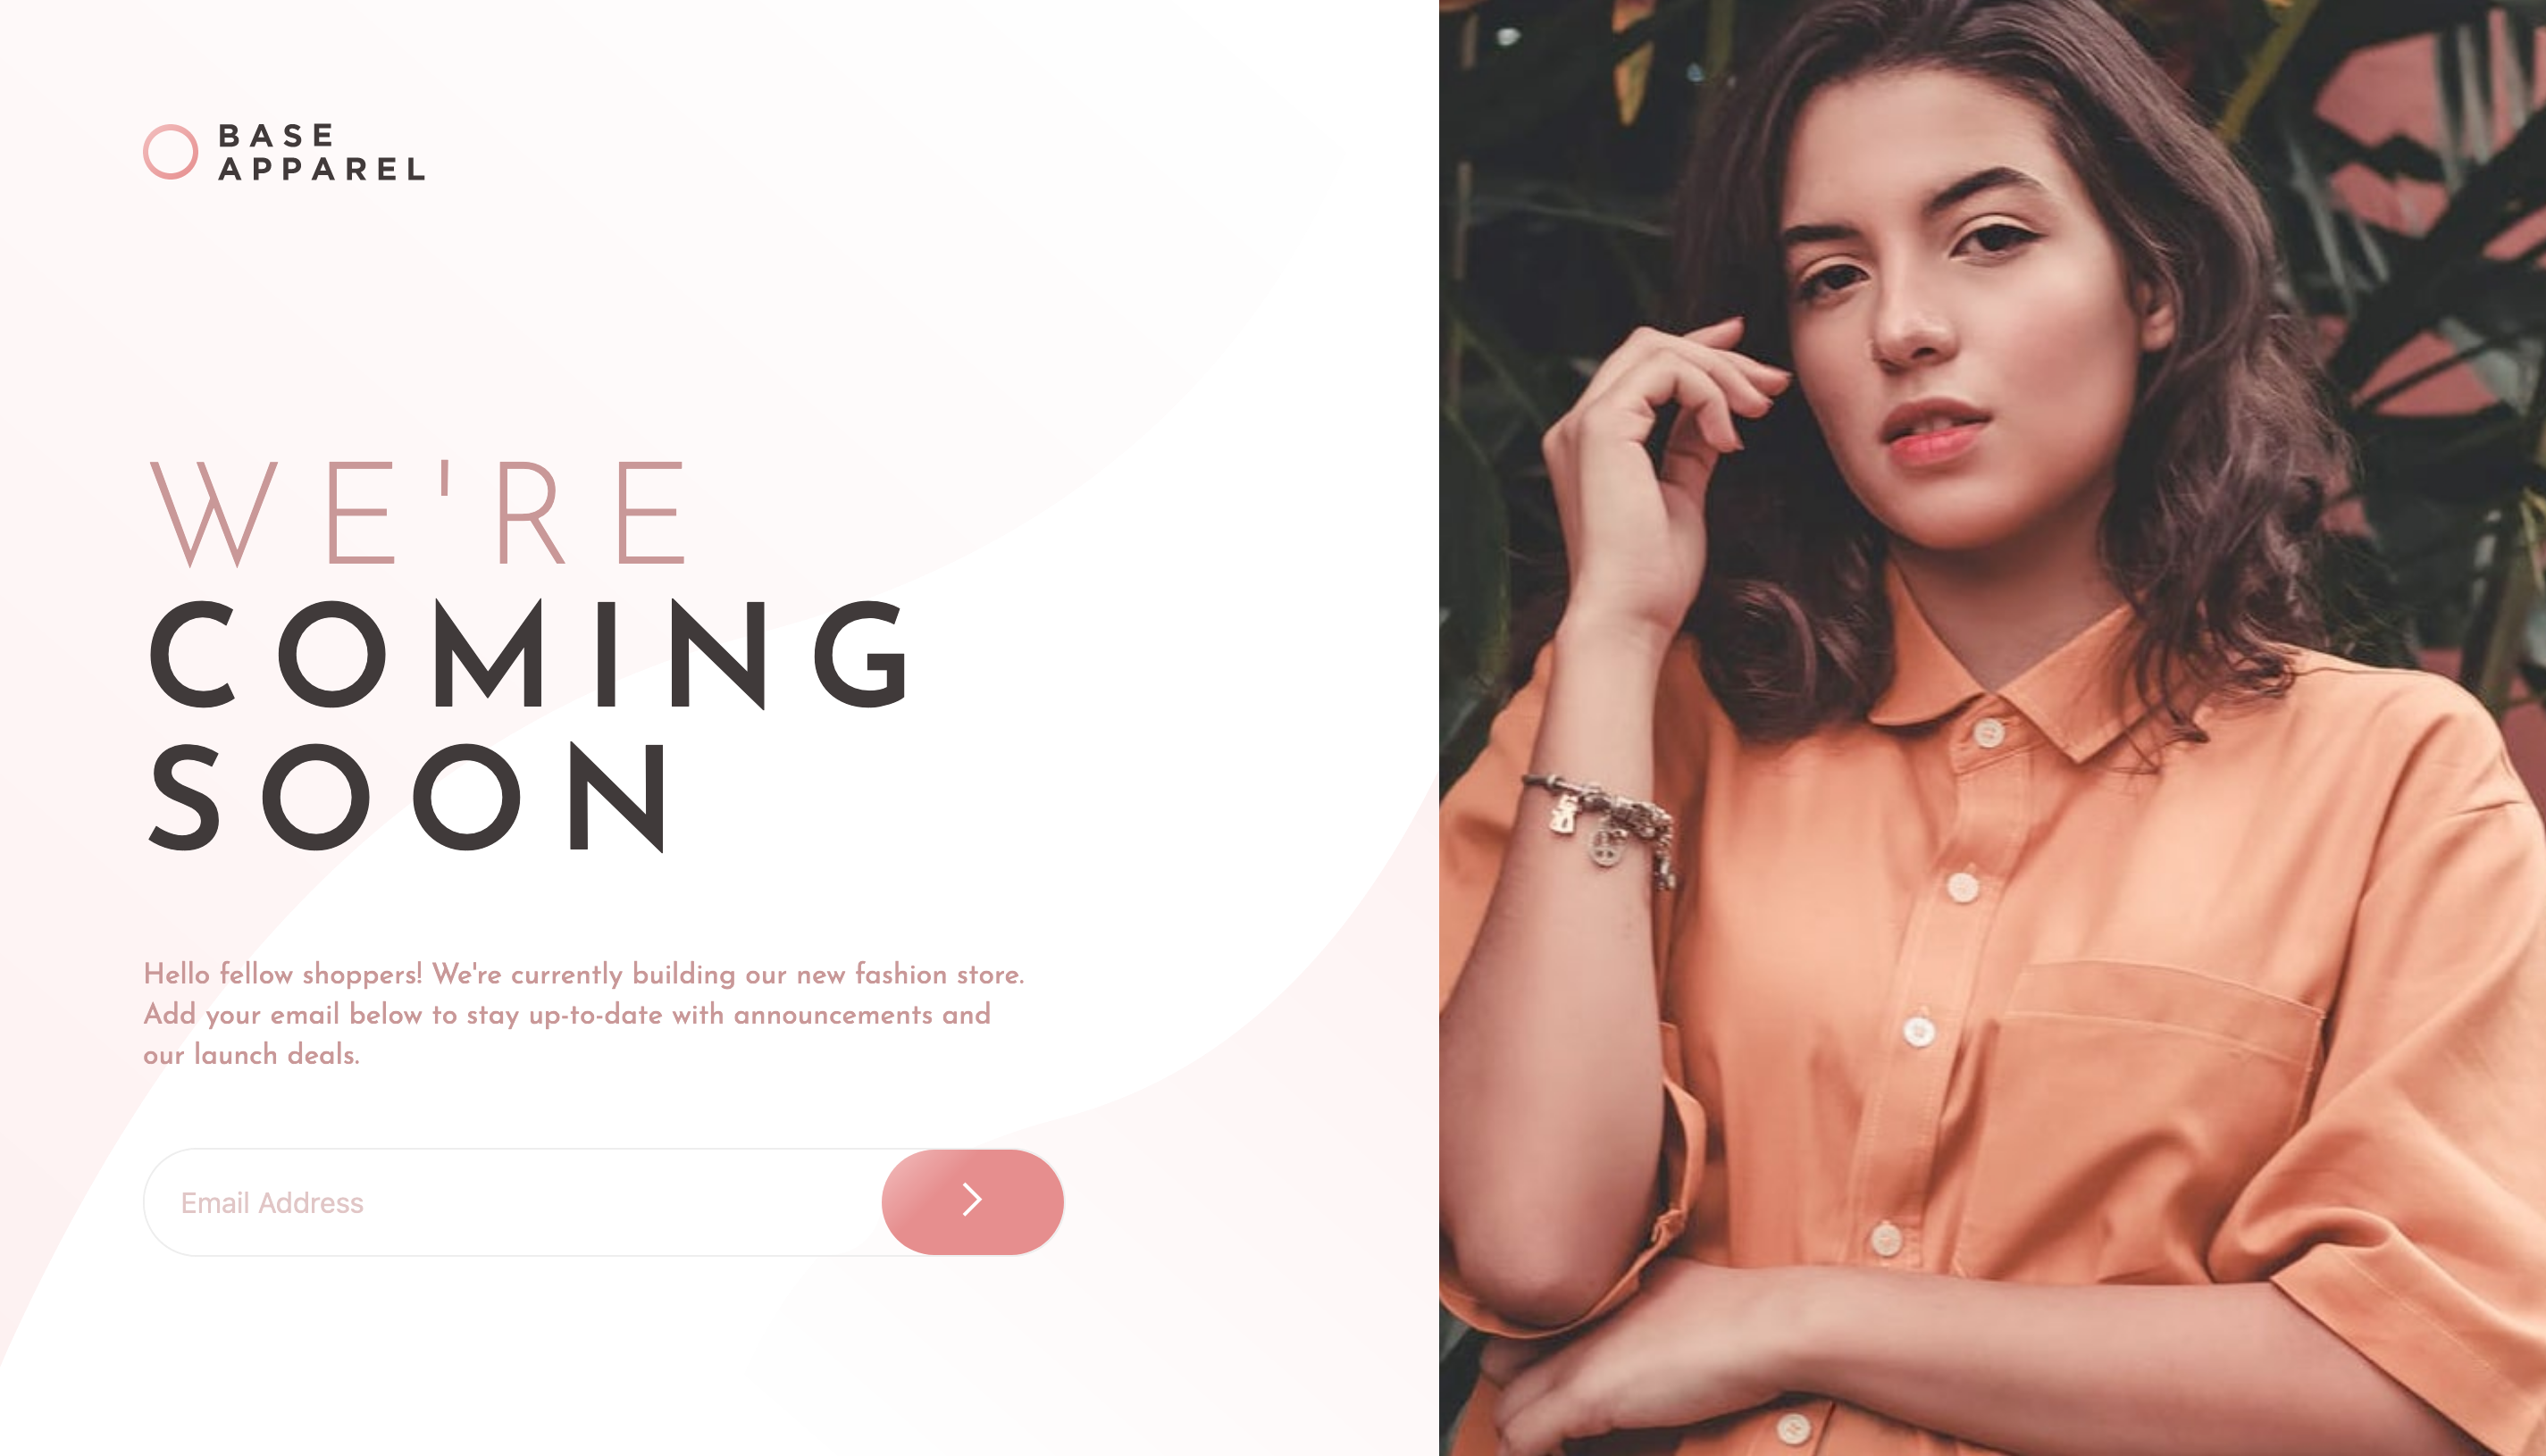 BASE
APPAREL
WE'RE
COMING
SOON
Hello fellow shoppers! We're currently building our new fashion store.
Add your email below to stay up-to-date with announcements and
our launch deals.
Email Address